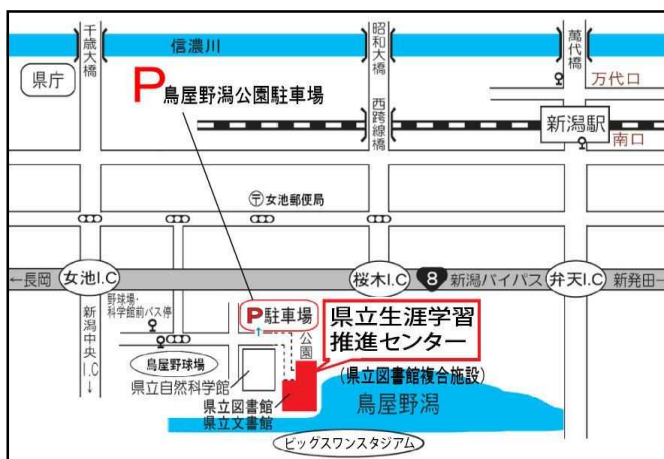 千歳大橋
信濃川
昭和大橋
萬代橋
県庁
P鳥屋野潟公園駐車場
西跨線橋
万代口
新潟駅
南口
〒女池郵便局
←長岡
女池I.C
桜木I.C
8
新潟バイパス
弁天I.C
新発田→
野球場・
科学館前バス停
P駐車場
公園
県立生涯学習
推進センター
(県立図書館複合施設)
新潟中央I.C→
鳥屋野球場
県立自然科学館
県立図書館
県立文書館
鳥屋野潟
ビッグスワンスタジアム